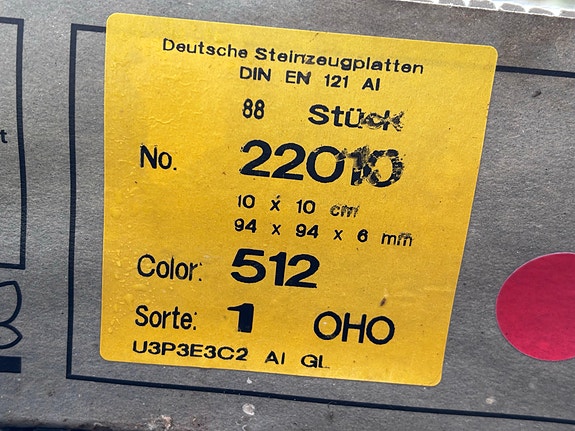 Deutsche Steinzeugplatten
DIN EN 121 AI
88 Stück
No. 22010
10 x 10 cm
94 x 94 x 6 mm
Color: 512
Sorte: 1 OHO
U3P3E3C2 AI GL
t